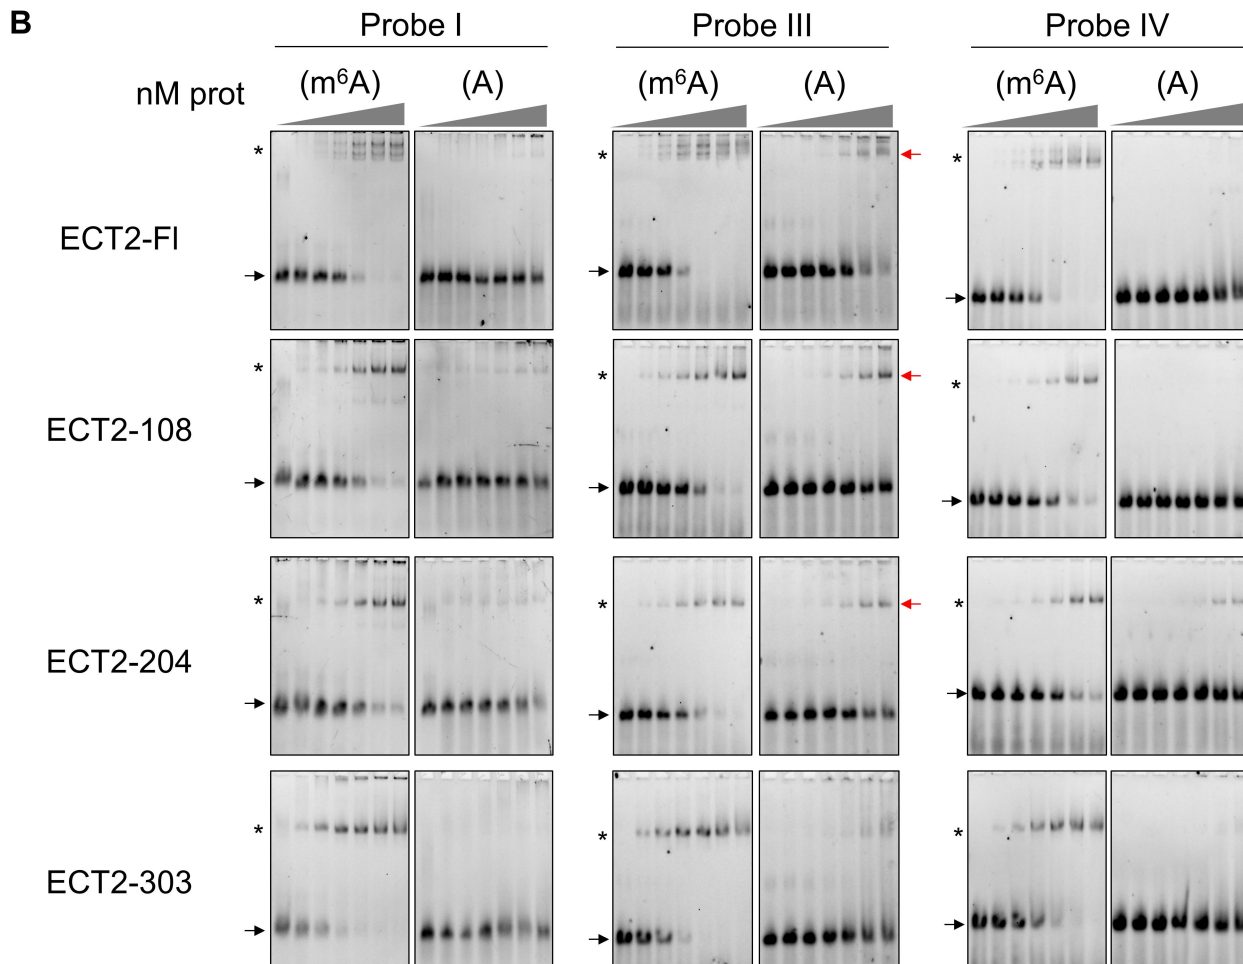 B
Probe I Probe III Probe IV
nM prot (m⁶A) (A) (m⁶A) (A) (m⁶A) (A)
* * *
ECT2-Fl
* * *
ECT2-108
* * *
ECT2-204
* * *
ECT2-303